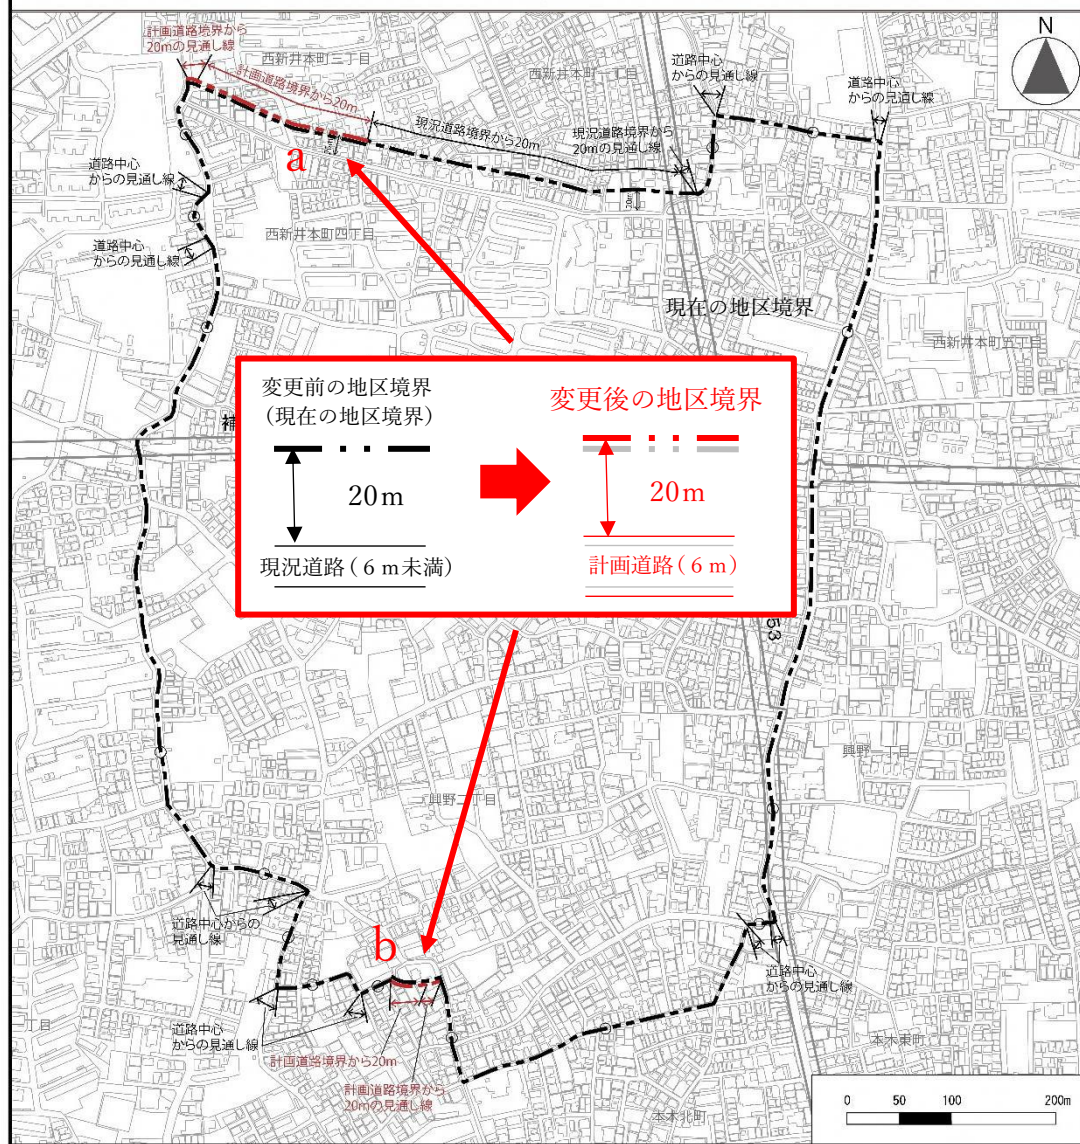 計画道路境界から
20mの見通し線
西新井本町三丁目
計画道路境界から20m
西新井本町一丁目
道路中心
からの見通し線
道路中心
からの見通し線
N
現況道路境界から20m
現況道路境界から
20mの見通し線
a
20m
20m
道路中心
からの見通し線
西新井本町四丁目
道路中心
からの見通し線
現在の地区境界
西新井本町五丁目
補
変更前の地区境界
(現在の地区境界)
20m
現況道路(6m未満)
変更後の地区境界
20m
計画道路(6m)
53
興野一丁目
興野二丁目
道路中心からの
見通し線
b
道路中心
からの見通し線
道路中心
からの見通し線
丁目
計画道路境界から20m
計画道路境界から
20mの見通し線
本木東町
本木北町
0 50 100 200m